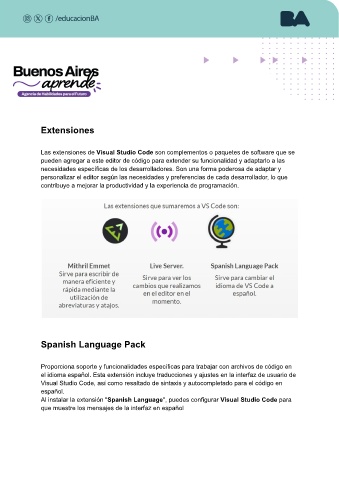 /educacionBA
BA
Buenos Aires
aprende
Agencia de Habilidades para el Futuro
Extensiones
Las extensiones de Visual Studio Code son complementos o paquetes de software que se
pueden agregar a este editor de código para extender su funcionalidad y adaptarlo a las
necesidades específicas de los desarrolladores. Son una forma poderosa de adaptar y
personalizar el editor según las necesidades y preferencias de cada desarrollador, lo que
contribuye a mejorar la productividad y la experiencia de programación.
Las extensiones que sumaremos a VS Code son:
Mithril Emmet
Sirve para escribir de
manera eficiente y
rápida mediante la
utilización de
abreviaturas y atajos.
Live Server.
Sirve para ver los
cambios que realizamos
en el editor en el
momento.
Spanish Language Pack
Sirve para cambiar el
idioma de VS Code a
español.
Spanish Language Pack
Proporciona soporte y funcionalidades específicas para trabajar con archivos de código en
el idioma español. Esta extensión incluye traducciones y ajustes en la interfaz de usuario de
Visual Studio Code, así como resaltado de sintaxis y autocompletado para el código en
español.
Al instalar la extensión "Spanish Language", puedes configurar Visual Studio Code para
que muestre los mensajes de la interfaz en español